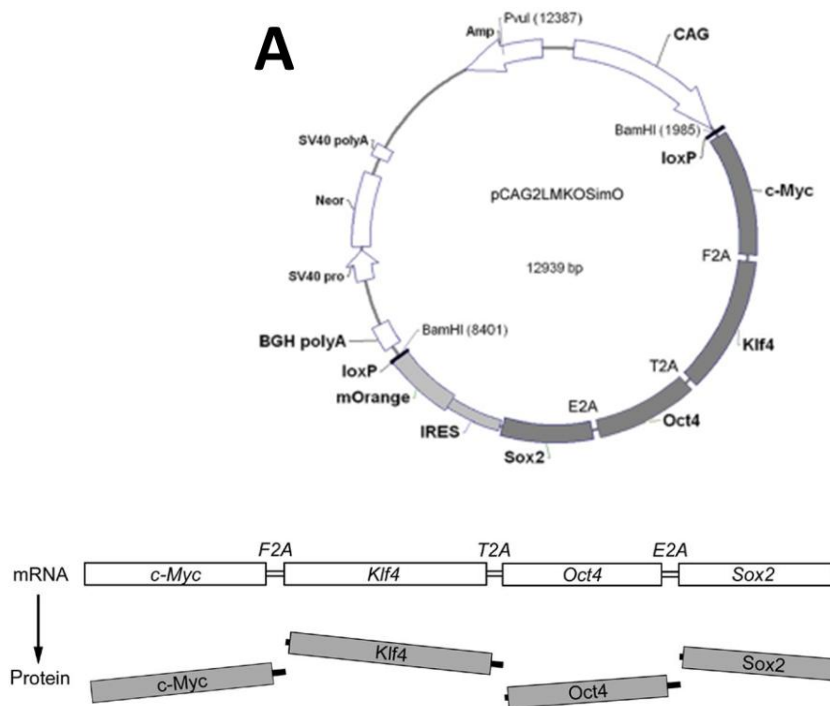 A
PvuI (12387)
Amp
CAG
BamHI (1985)
loxP
SV40 polyA
c-Myc
pCAG2LMKOSimO
Neor
F2A
12939 bp
SV40 pro
BamHI (8401)
BGH polyA
Klf4
T2A
loxP
mOrange
E2A
Oct4
IRES
Sox2
F2A T2A E2A
mRNA c-Myc Klf4 Oct4 Sox2
Klf4
Sox2
Protein c-Myc
Oct4